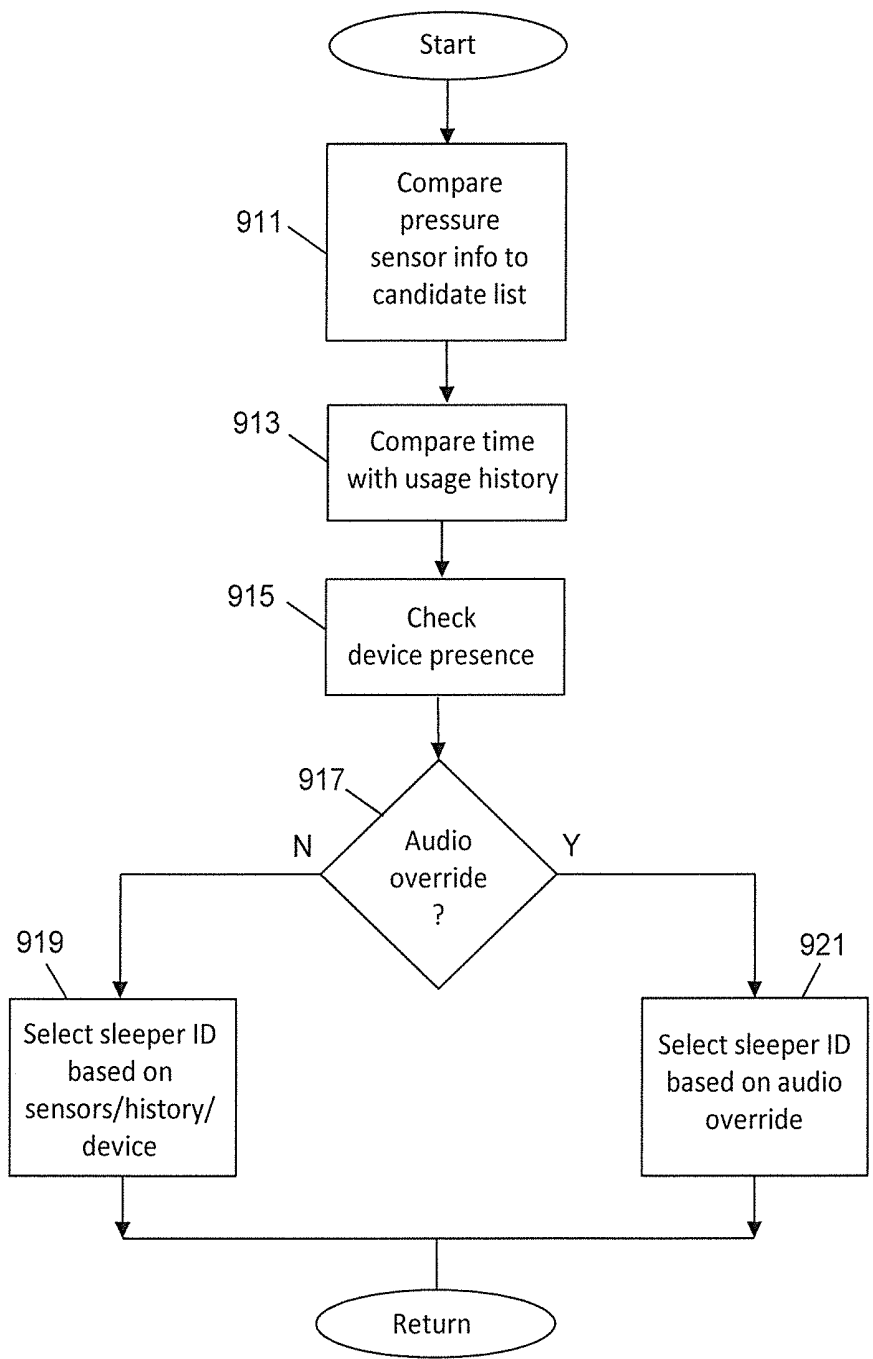 Start
911
Compare
pressure
sensor info to
candidate list
913
Compare time
with usage history
915
Check
device presence
917
N
Y
Audio
override
?
919
Select sleeper ID
based on
sensors/history/
device
921
Select sleeper ID
based on audio
override
Return